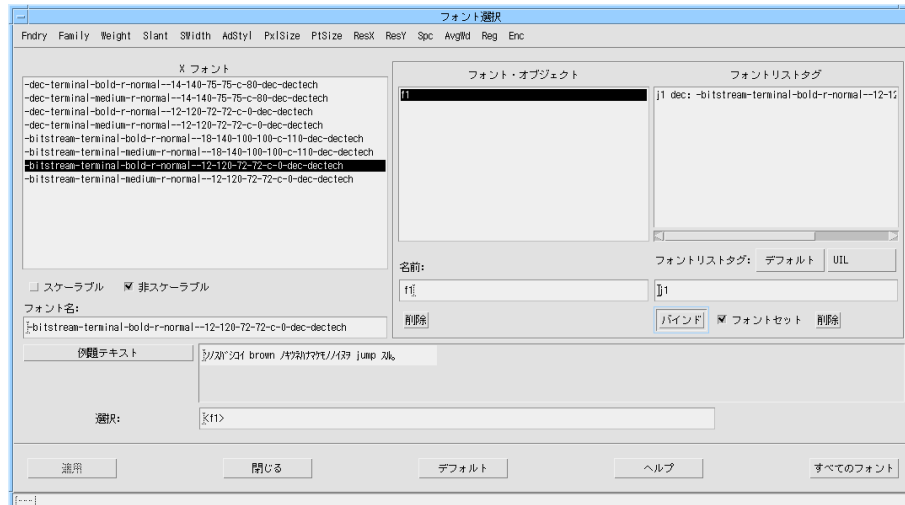 フォント選択
Fndry Family Weight Slant SWidth AdStyl PxlSize PtSize ResX ResY Spc AvgWd Reg Enc
X フォント
-dec-terminal-bold-r-normal--14-140-75-75-c-80-dec-dectech
-dec-terminal-medium-r-normal--14-140-75-75-c-80-dec-dectech
-dec-terminal-bold-r-normal--12-120-72-72-c-0-dec-dectech
-dec-terminal-medium-r-normal--12-120-72-72-c-0-dec-dectech
-bitstream-terminal-bold-r-normal--18-140-100-100-c-110-dec-dectech
-bitstream-terminal-medium-r-normal--18-140-100-100-c-110-dec-dectech
-bitstream-terminal-bold-r-normal--12-120-72-72-c-0-dec-dectech
-bitstream-terminal-medium-r-normal--12-120-72-72-c-0-dec-dectech
スケーラブル 非スケーラブル
フォント名:
-bitstream-terminal-bold-r-normal--12-120-72-72-c-0-dec-dectech
フォント・オブジェクト
f1
名前:
f1
削除
フォントリストタグ
j1 dec: -bitstream-terminal-bold-r-normal--12-12
フォントリストタグ: デフォルト UIL
j1
バインド フォントセット 削除
例題テキスト
brown jump ｽﾙ｡
選択: <f1>
適用 閉じる デフォルト ヘルプ すべてのフォント
[---]